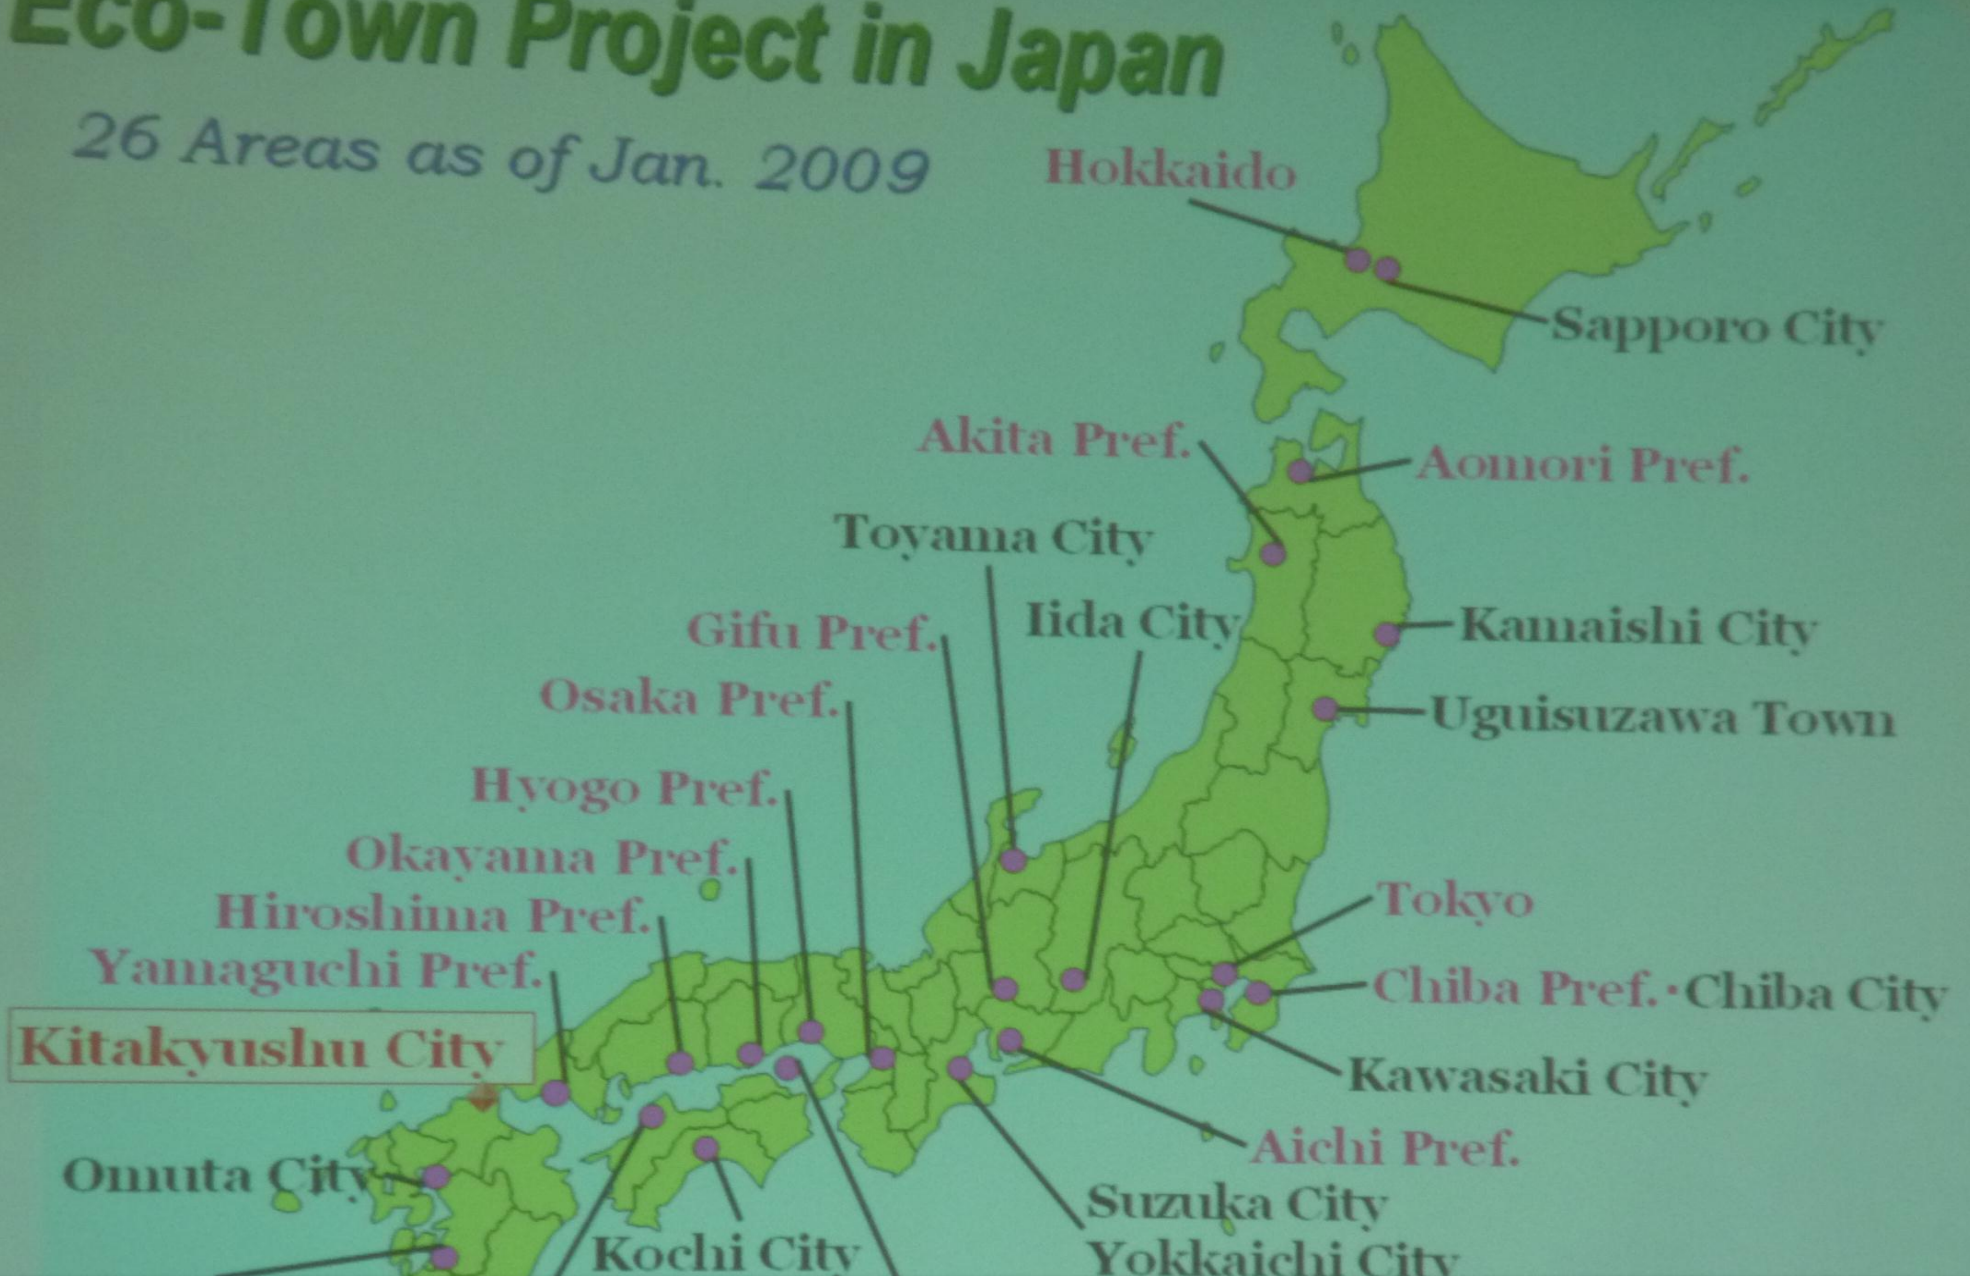 Eco-Town Project in Japan
26 Areas as of Jan. 2009
Hokkaido
Sapporo City
Akita Pref.
Aomori Pref.
Toyama City
Iida City
Kamaishi City
Gifu Pref.
Osaka Pref.
Uguisuzawa Town
Hyogo Pref.
Okayama Pref.
Hiroshima Pref.
Tokyo
Yamaguchi Pref.
Chiba Pref.・Chiba City
Kitakyushu City
Kawasaki City
Aichi Pref.
Omuta City
Suzuka City
Kochi City
Yokkaichi City